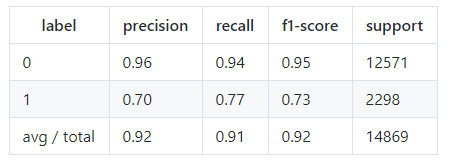 label precision recall f1-score support
0 0.96 0.94 0.95 12571
1 0.70 0.77 0.73 2298
avg / total 0.92 0.91 0.92 14869